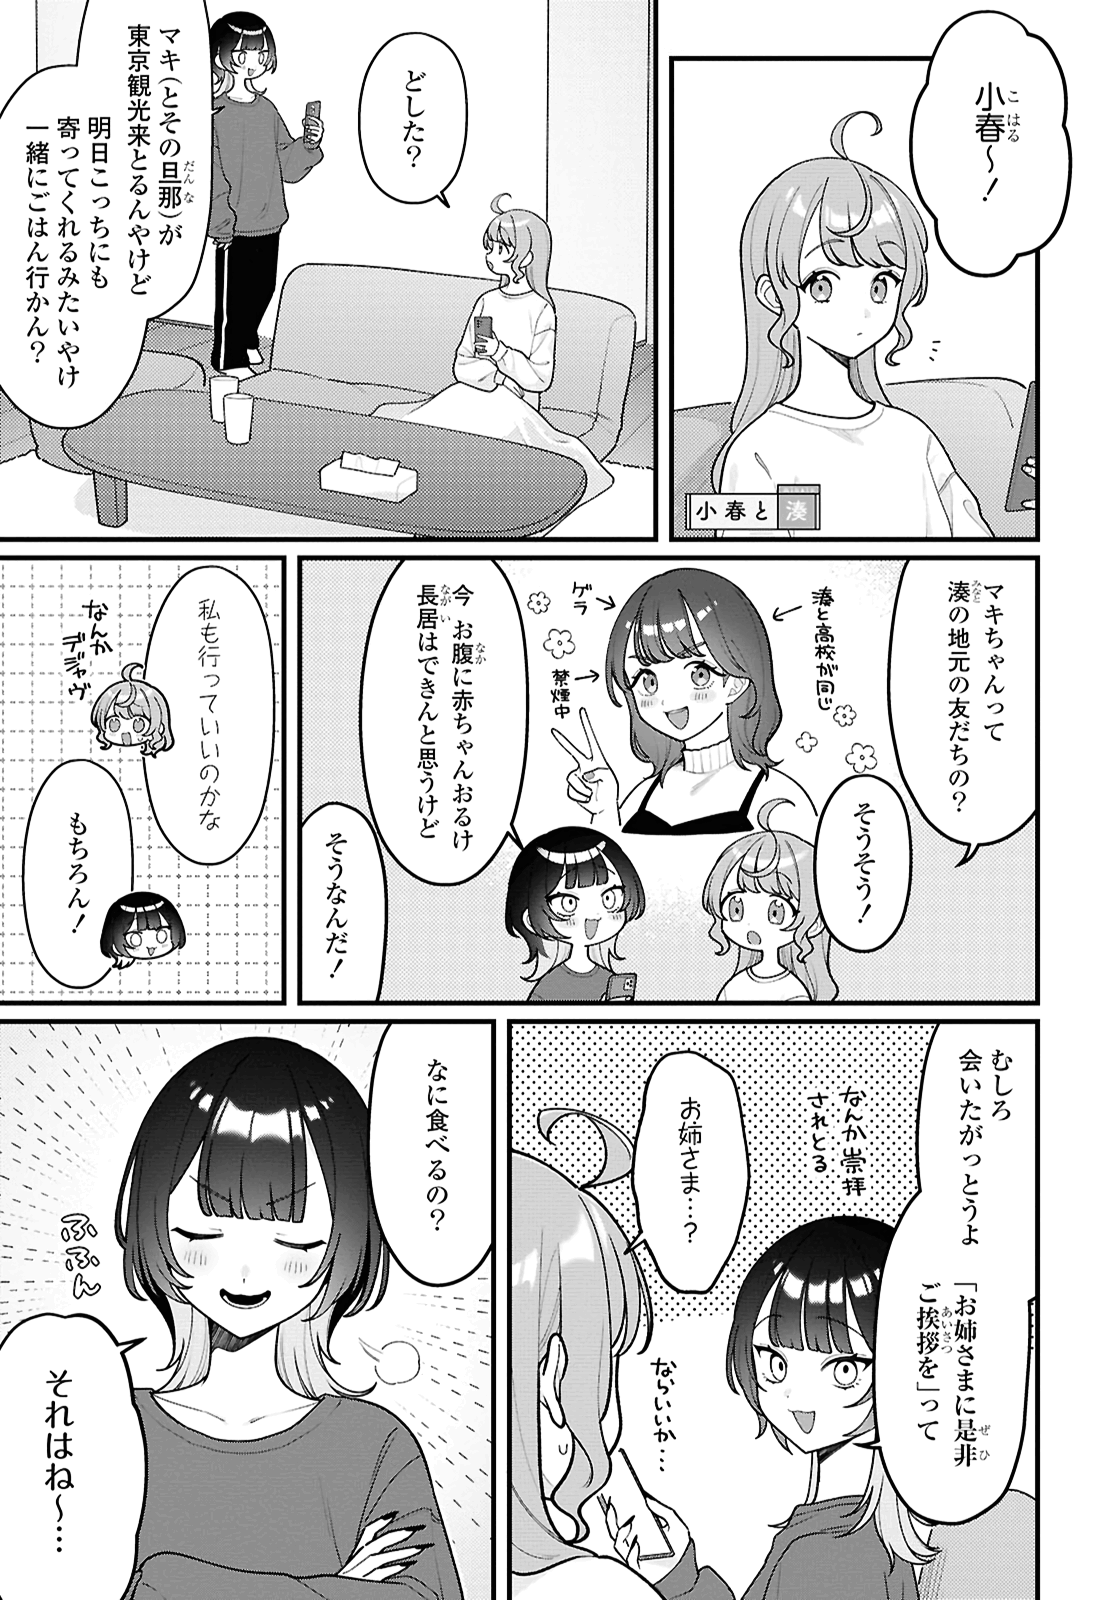 小春〜！
小春と湊
どした？
マキ（とその旦那）が
東京観光来とるんやけど
明日こっちにも
寄ってくれるみたいやけ
一緒にごはん行かん？
マキちゃんって
湊の地元の友だちの？
そうそう！
湊と高校が同じ
ゲラ
禁煙中
今 お腹に赤ちゃんおるけ
長居はできんと思うけど
そうなんだ！
私も行っていいのかな
なんか
デジャヴ
もちろん！
むしろ
会いたがっとうよ
「お姉さまに是非
ご挨拶を」って
なんか崇拝
されとる
お姉さま…？
ならいいか…
なに食べるの？
ふふん
それはね〜…